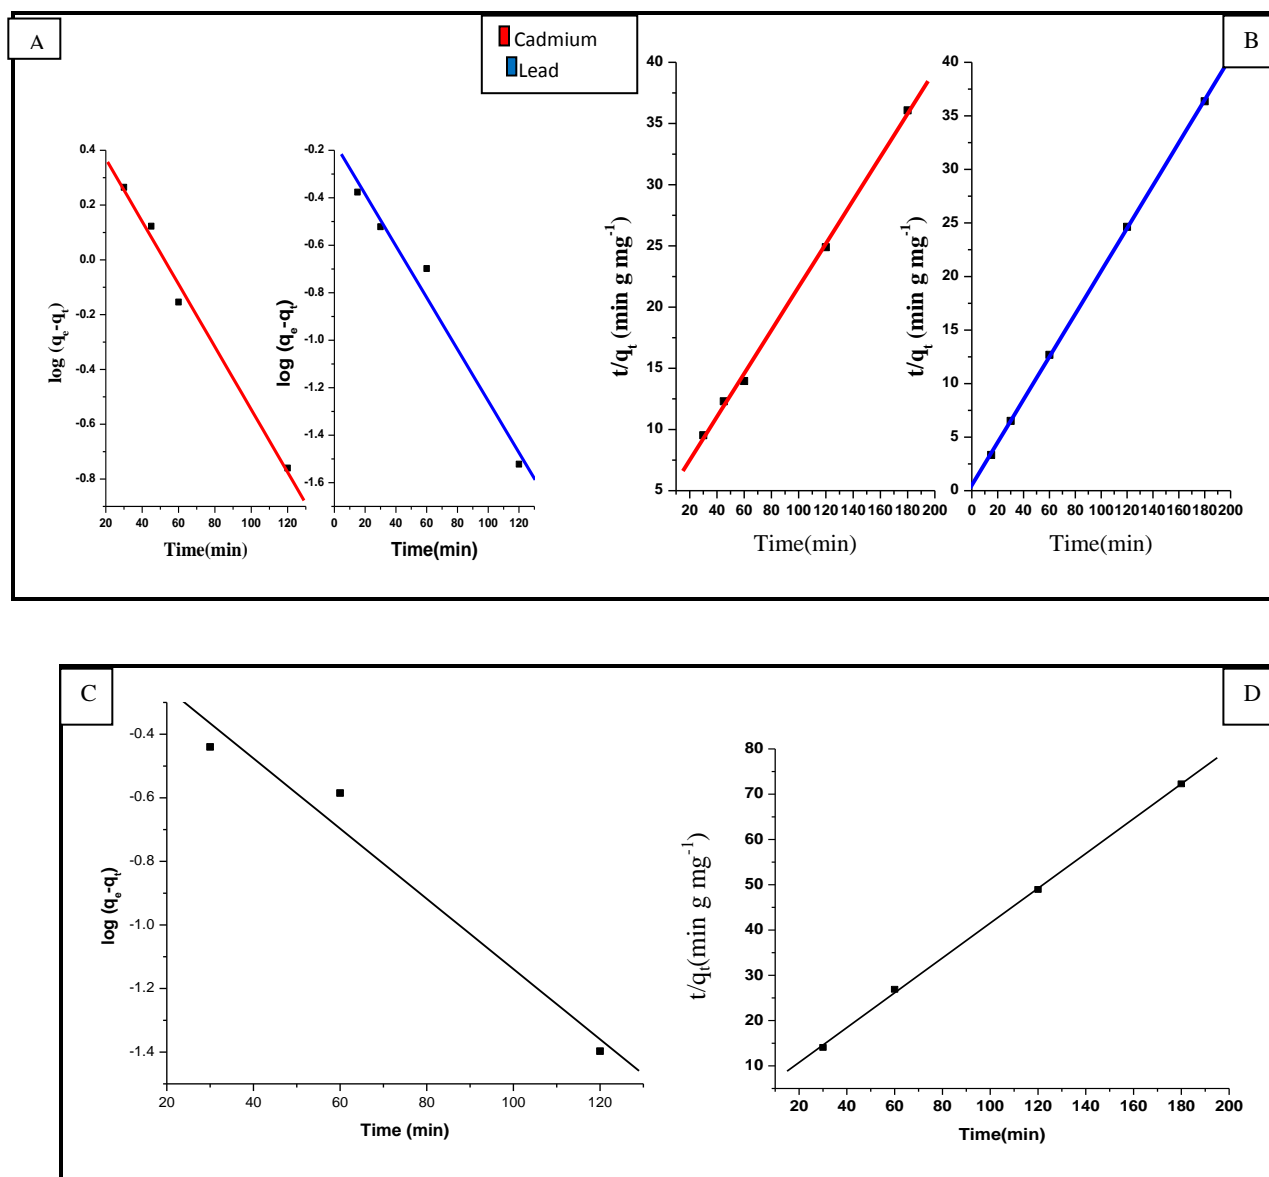 A
Cadmium
Lead
B
log (qₑ-qₜ)
0.4
0.2
0.0
-0.2
-0.4
-0.6
-0.8
20 40 60 80 100 120
Time(min)
log (qₑ-qₜ)
-0.2
-0.4
-0.6
-0.8
-1.0
-1.2
-1.4
-1.6
0 20 40 60 80 100 120
Time(min)
t/qₜ (min g mg⁻¹)
40
35
30
25
20
15
10
5
20 40 60 80 100 120 140 160 180 200
Time(min)
t/qₜ (min g mg⁻¹)
40
35
30
25
20
15
10
5
0
0 20 40 60 80 100 120 140 160 180 200
Time(min)
C
log (qₑ-qₜ)
-0.4
-0.6
-0.8
-1.0
-1.2
-1.4
20 40 60 80 100 120
Time (min)
D
t/qₜ(min g mg⁻¹)
80
70
60
50
40
30
20
10
20 40 60 80 100 120 140 160 180 200
Time(min)